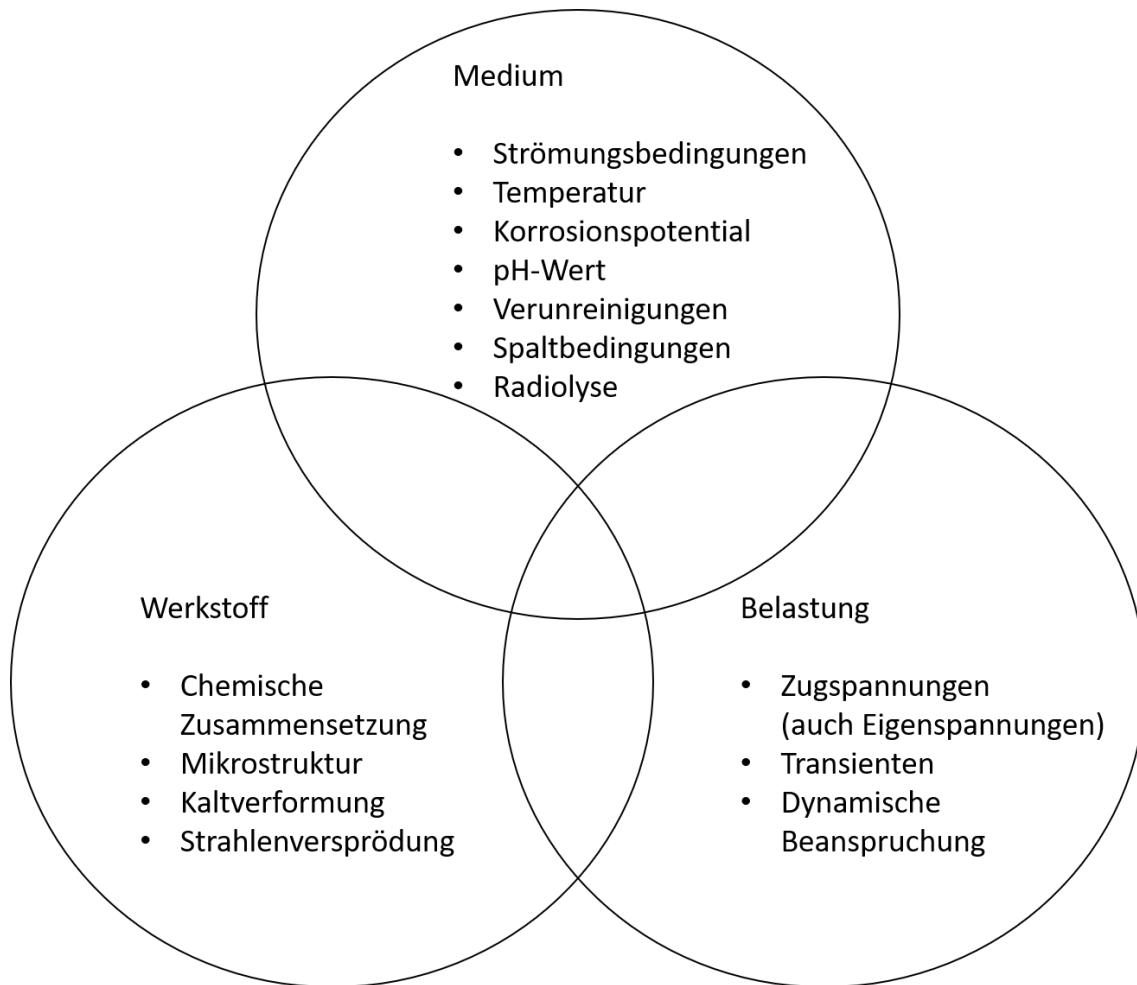 Medium
• Strömungsbedingungen
• Temperatur
• Korrosionspotential
• pH-Wert
• Verunreinigungen
• Spaltbedingungen
• Radiolyse
Werkstoff
• Chemische
Zusammensetzung
• Mikrostruktur
• Kaltverformung
• Strahlenversprödung
Belastung
• Zugspannungen
(auch Eigenspannungen)
• Transienten
• Dynamische
Beanspruchung